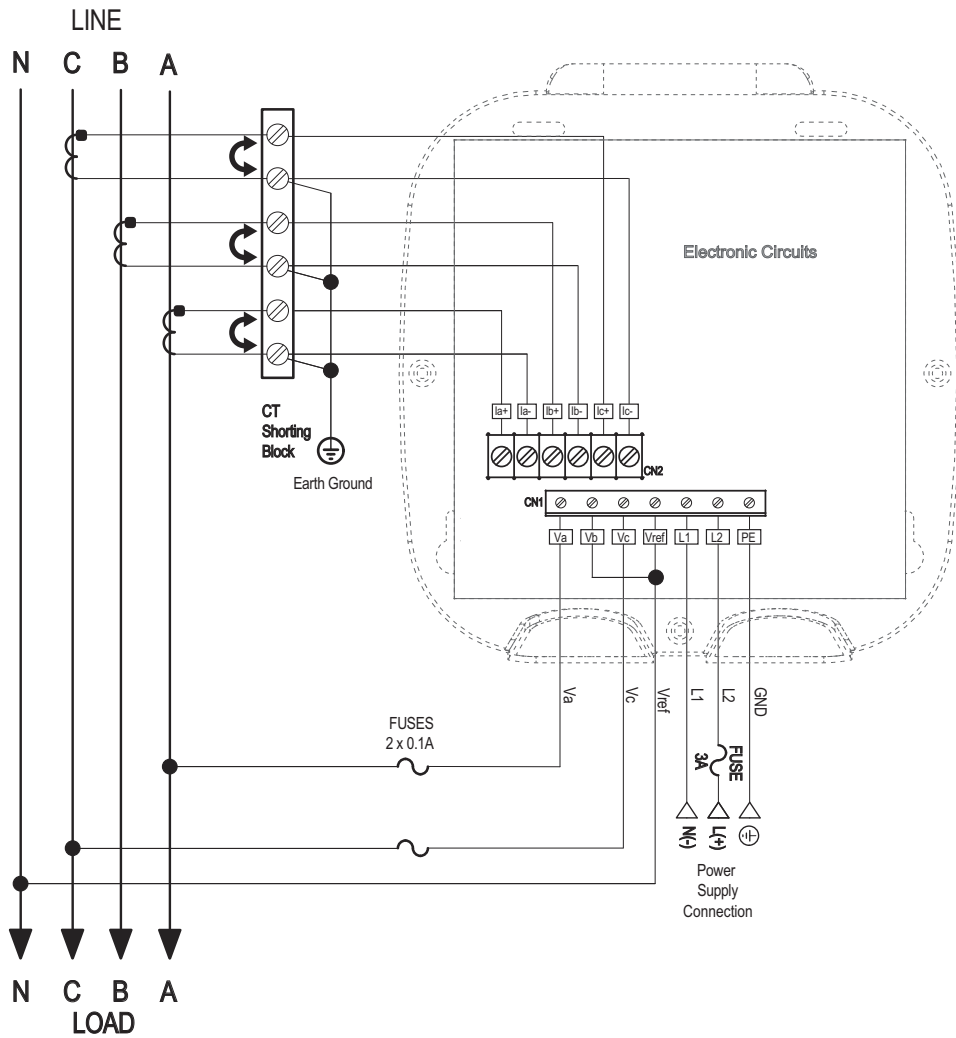 LINE
N C B A
Electronic Circuits
Ia+ Ia- Ib+ Ib- Ic+ Ic-
CT
Shorting
Block
Earth Ground
CN2
CN1
Va Vb Vc Vref L1 L2 PE
Va
Vc
Vref
L1
L2
GND
FUSES
2 x 0.1A
FUSE
3A
N(-)
L(+)
Power
Supply
Connection
N C B A
LOAD